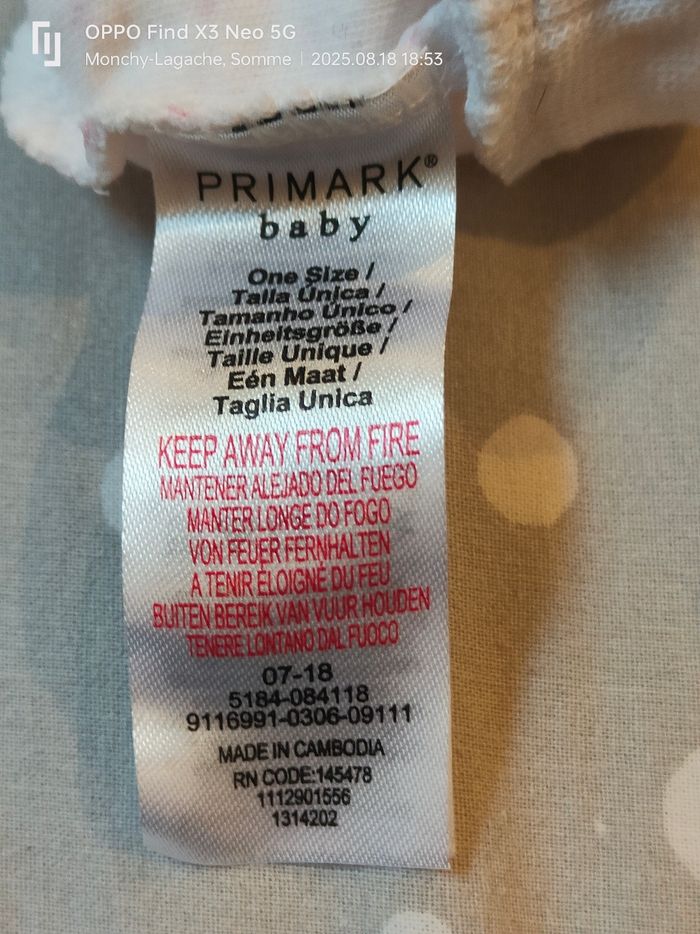 OPPO Find X3 Neo 5G
Monchy-Lagache, Somme | 2025.08.18 18:53
PRIMARK®
baby
One Size /
Talla Única /
Tamanho Único /
Einheitsgröße /
Taille Unique /
Eén Maat /
Taglia Unica
KEEP AWAY FROM FIRE
MANTENER ALEJADO DEL FUEGO
MANTER LONGE DO FOGO
VON FEUER FERNHALTEN
A TENIR ÉLOIGNÉ DU FEU
BUITEN BEREIK VAN VUUR HOUDEN
TENERE LONTANO DAL FUOCO
07-18
5184-084118
9116991-0306-09111
MADE IN CAMBODIA
RN CODE:145478
1112901556
1314202